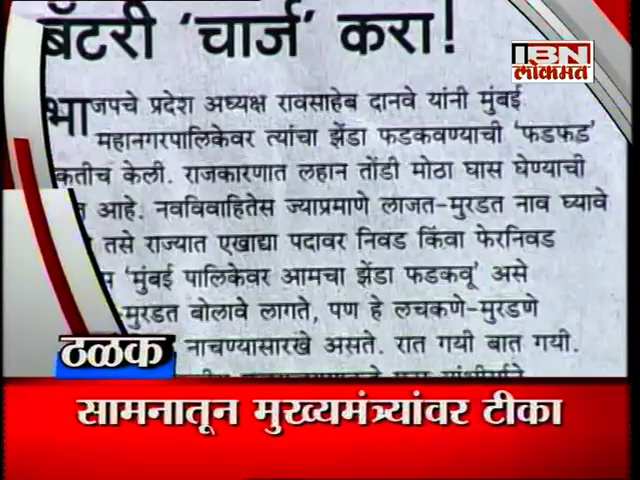 बॅटरी 'चार्ज' करा!
IBN
लोकमत
भाजपचे प्रदेश अध्यक्ष रावसाहेब दानवे यांनी मुंबई
महानगरपालिकेवर त्यांचा झेंडा फडकवण्याची 'फडफड'
कतीच केली. राजकारणात लहान तोंडी मोठा घास घेण्याची
आहे. नवविवाहितेस ज्याप्रमाणे लाजत-मुरडत नाव घ्यावे
तसे राज्यात एखाद्या पदावर निवड किंवा फेरनिवड
'मुंबई पालिकेवर आमचा झेंडा फडकवू' असे
-मुरडत बोलावे लागते, पण हे लचकणे-मुरडणे
नाचण्यासारखे असते. रात गयी बात गयी.
ठळक
सामनातून मुख्यमंत्र्यांवर टीका